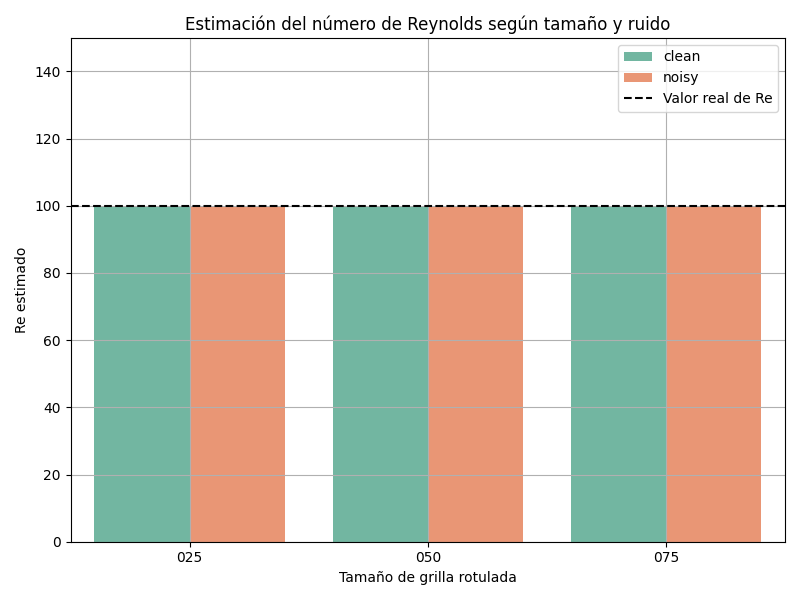 Estimación del número de Reynolds según tamaño y ruido
clean
noisy
Valor real de Re
140
120
100
80
60
40
20
0
Re estimado
025
050
075
Tamaño de grilla rotulada